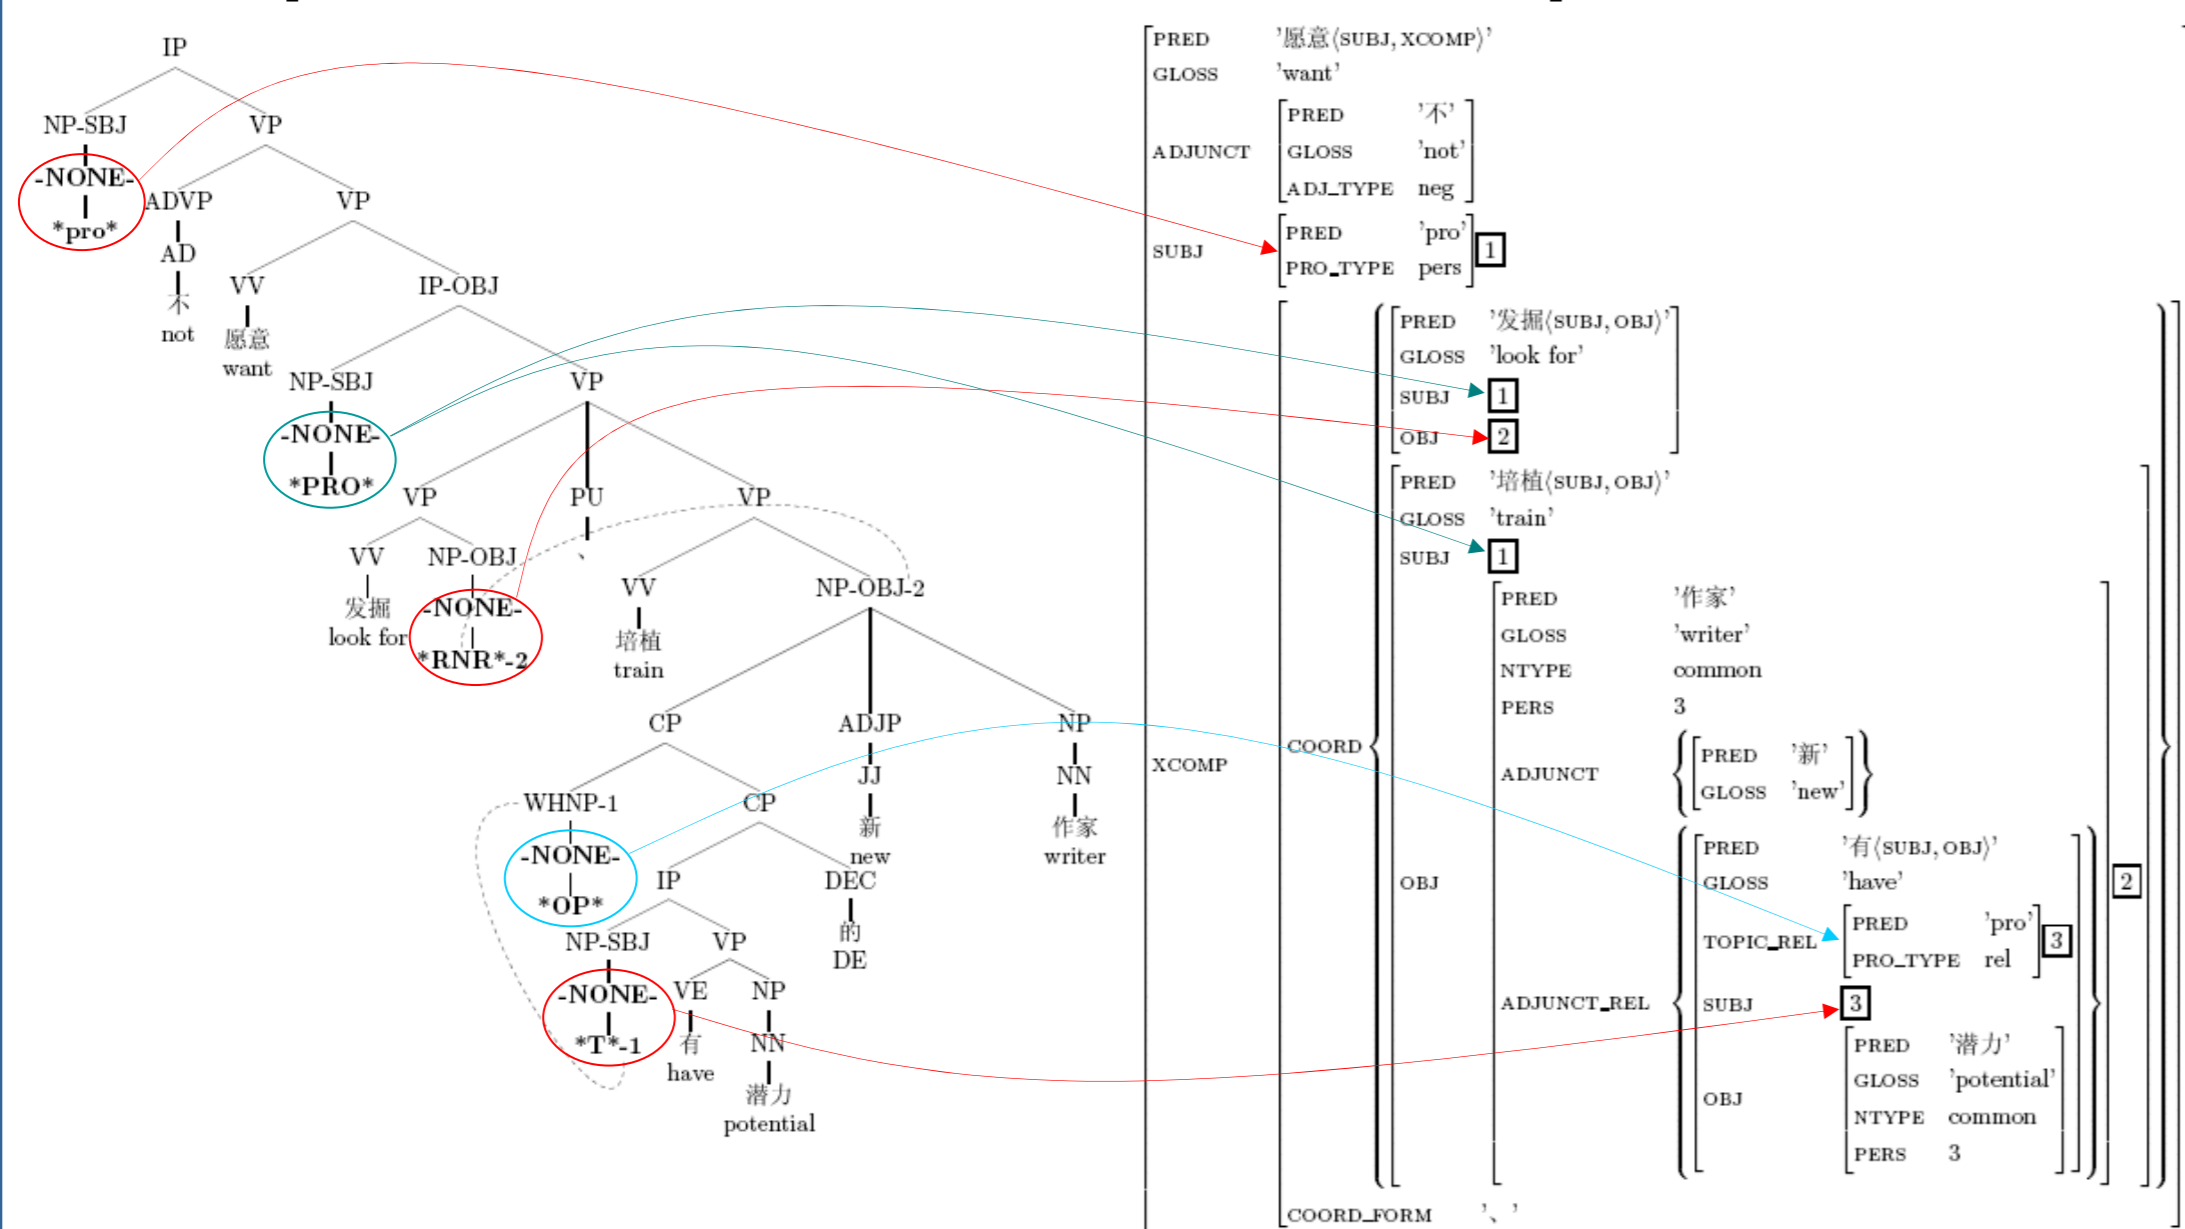 IP
NP-SBJ VP
-NONE- ADVP VP
*pro* AD VV IP-OBJ
不 愿意
not want NP-SBJ VP
-NONE- VP PU VP
*PRO* VV NP-OBJ 、 VV NP-OBJ-2
发掘 -NONE- 培植
look for *RNR*-2 train
CP ADJP NP
WHNP-1 CP JJ NN
-NONE- IP DEC 新 作家
*OP* 的 new writer
NP-SBJ VP DE
-NONE- VE NP
*T*-1 有 NN
have 潜力
potential
PRED '愿意⟨SUBJ, XCOMP⟩'
GLOSS 'want'
ADJUNCT
PRED '不'
GLOSS 'not'
ADJ_TYPE neg
SUBJ
PRED 'pro'
PRO_TYPE pers
1
XCOMP
COORD
PRED '发掘⟨SUBJ, OBJ⟩'
GLOSS 'look for'
SUBJ 1
OBJ 2
PRED '培植⟨SUBJ, OBJ⟩'
GLOSS 'train'
SUBJ 1
OBJ
PRED '作家'
GLOSS 'writer'
NTYPE common
PERS 3
ADJUNCT
PRED '新'
GLOSS 'new'
ADJUNCT_REL
PRED '有⟨SUBJ, OBJ⟩'
GLOSS 'have'
TOPIC_REL
PRED 'pro'
PRO_TYPE rel
3
SUBJ 3
OBJ
PRED '潜力'
GLOSS 'potential'
NTYPE common
PERS 3
2
COORD_FORM '、'